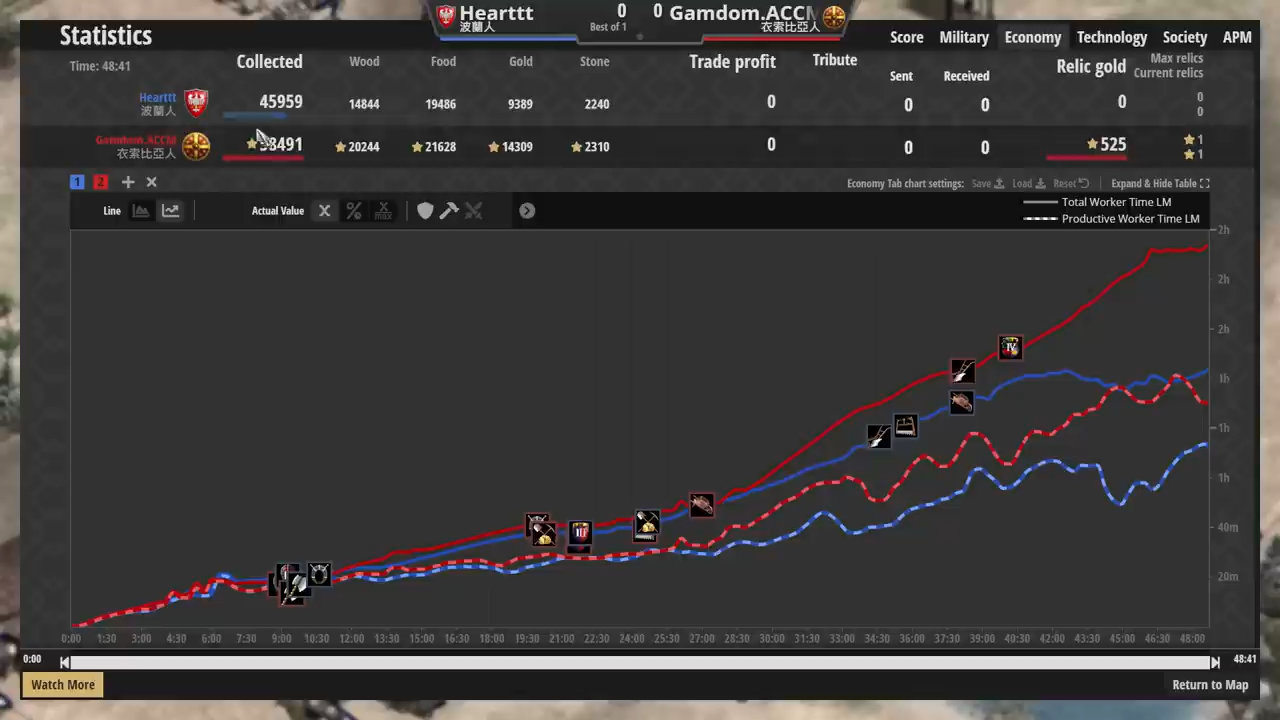 Hearttt 0 0 Gamdom.ACCM
波蘭人 Best of 1 衣索比亞人
Statistics
Score Military Economy Technology Society APM
Time: 48:41
Collected Wood Food Gold Stone Trade profit Tribute Sent Received Relic gold Max relics
Current relics
Hearttt 45959 14844 19486 9389 2240 0 0 0 0 0
波蘭人 0
Gamdom.ACCM 20244 21628 14309 2310 0 0 0 525 1
衣索比亞人 1
1 2 Economy Tab chart settings: Save Load Reset Expand & Hide Table
Line Actual Value % X MAX
Total Worker Time LM
Productive Worker Time LM
2h
2h
2h
1h
1h
1h
40m
20m
IV
III
0:00 1:30 3:00 4:30 6:00 7:30 9:00 10:30 12:00 13:30 15:00 16:30 18:00 19:30 21:00 22:30 24:00 25:30 27:00 28:30 30:00 31:30 33:00 34:30 36:00 37:30 39:00 40:30 42:00 43:30 45:00 46:30 48:00
0:00 48:41
Watch More Return to Map